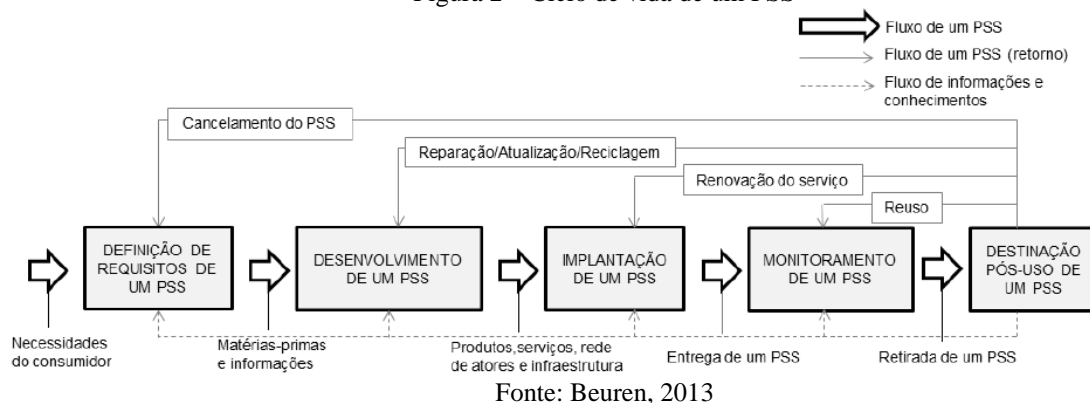 Figura 2 – Ciclo de vida de um PSS
Fluxo de um PSS
Fluxo de um PSS (retorno)
Fluxo de informações e
conhecimentos
Cancelamento do PSS
Reparação/Atualização/Reciclagem
Renovação do serviço
Reuso
DEFINIÇÃO DE
REQUISITOS DE
UM PSS
DESENVOLVIMENTO
DE UM PSS
IMPLANTAÇÃO
DE UM PSS
MONITORAMENTO
DE UM PSS
DESTINAÇÃO
PÓS-USO DE
UM PSS
Necessidades
do consumidor
Matérias-primas
e informações
Produtos,serviços, rede
de atores e infraestrutura
Entrega de um PSS
Retirada de um PSS
Fonte: Beuren, 2013